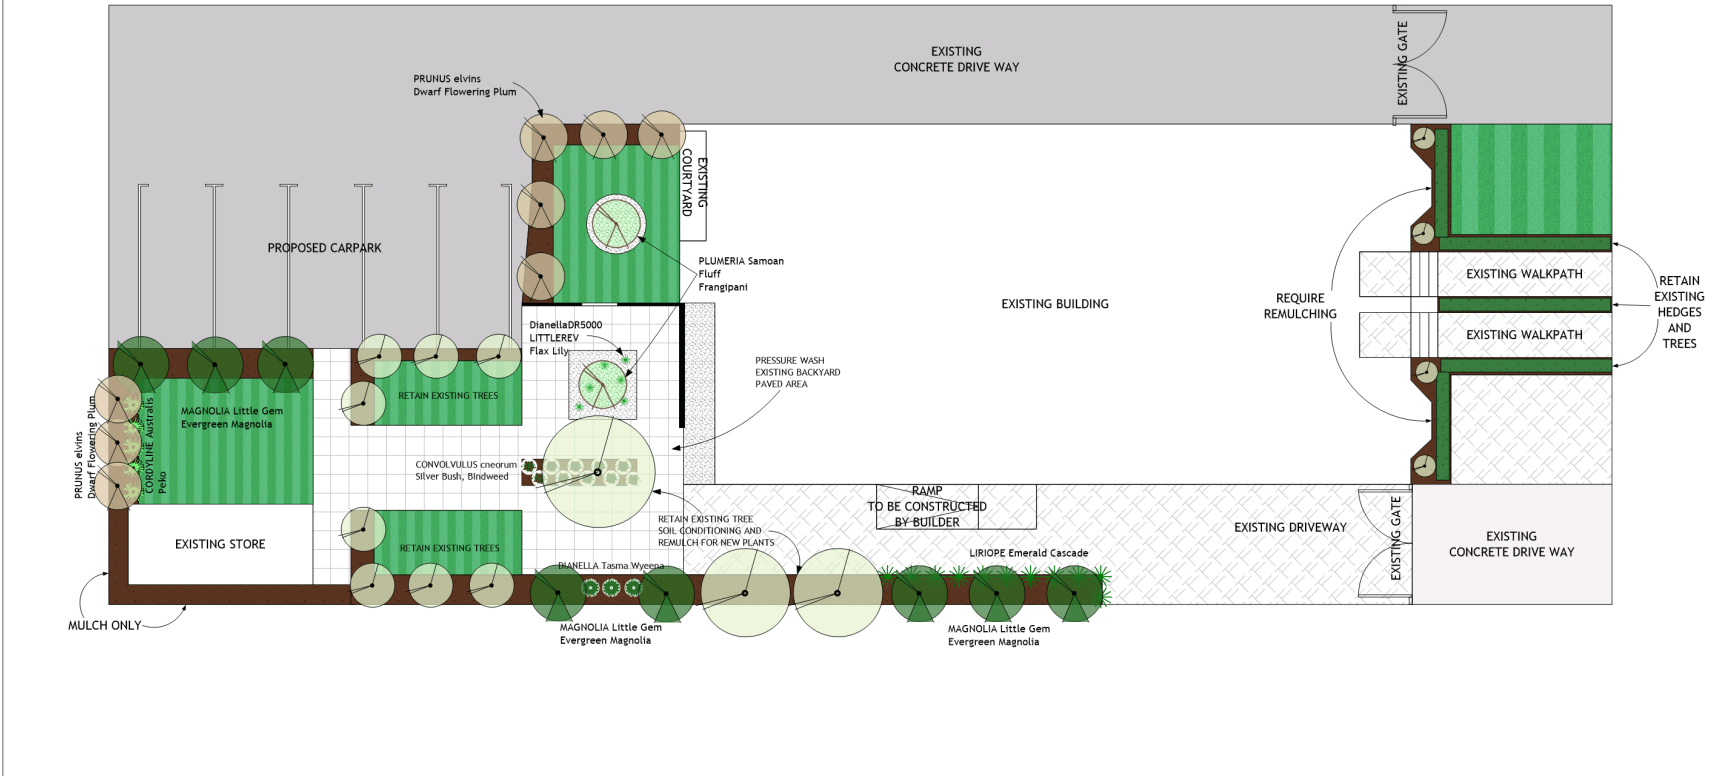 EXISTING
CONCRETE DRIVE WAY
EXISTING GATE
PRUNUS elvins
Dwarf Flowering Plum
EXISTING
COURTYARD
PROPOSED CARPARK
PLUMERIA Samoan
Fluff
Frangipani
EXISTING BUILDING
REQUIRE
REMULCHING
EXISTING WALKPATH
EXISTING WALKPATH
RETAIN
EXISTING
HEDGES
AND
TREES
DianellaDR5000
LITTLEREV
Flax Lily
PRESSURE WASH
EXISTING BACKYARD
PAVED AREA
RETAIN EXISTING TREES
MAGNOLIA Little Gem
Evergreen Magnolia
PRUNUS elvins
Dwarf Flowering Plum
CORDYLINE Australis
Peko
CONVOLVULUS cneorum
Silver Bush, Bindweed
RAMP
TO BE CONSTRUCTED
BY BUILDER
RETAIN EXISTING TREE
SOIL CONDITIONING AND
REMULCH FOR NEW PLANTS
EXISTING DRIVEWAY
EXISTING GATE
EXISTING
CONCRETE DRIVE WAY
EXISTING STORE
RETAIN EXISTING TREES
LIRIOPE Emerald Cascade
DIANELLA Tasma Wyeena
MULCH ONLY
MAGNOLIA Little Gem
Evergreen Magnolia
MAGNOLIA Little Gem
Evergreen Magnolia